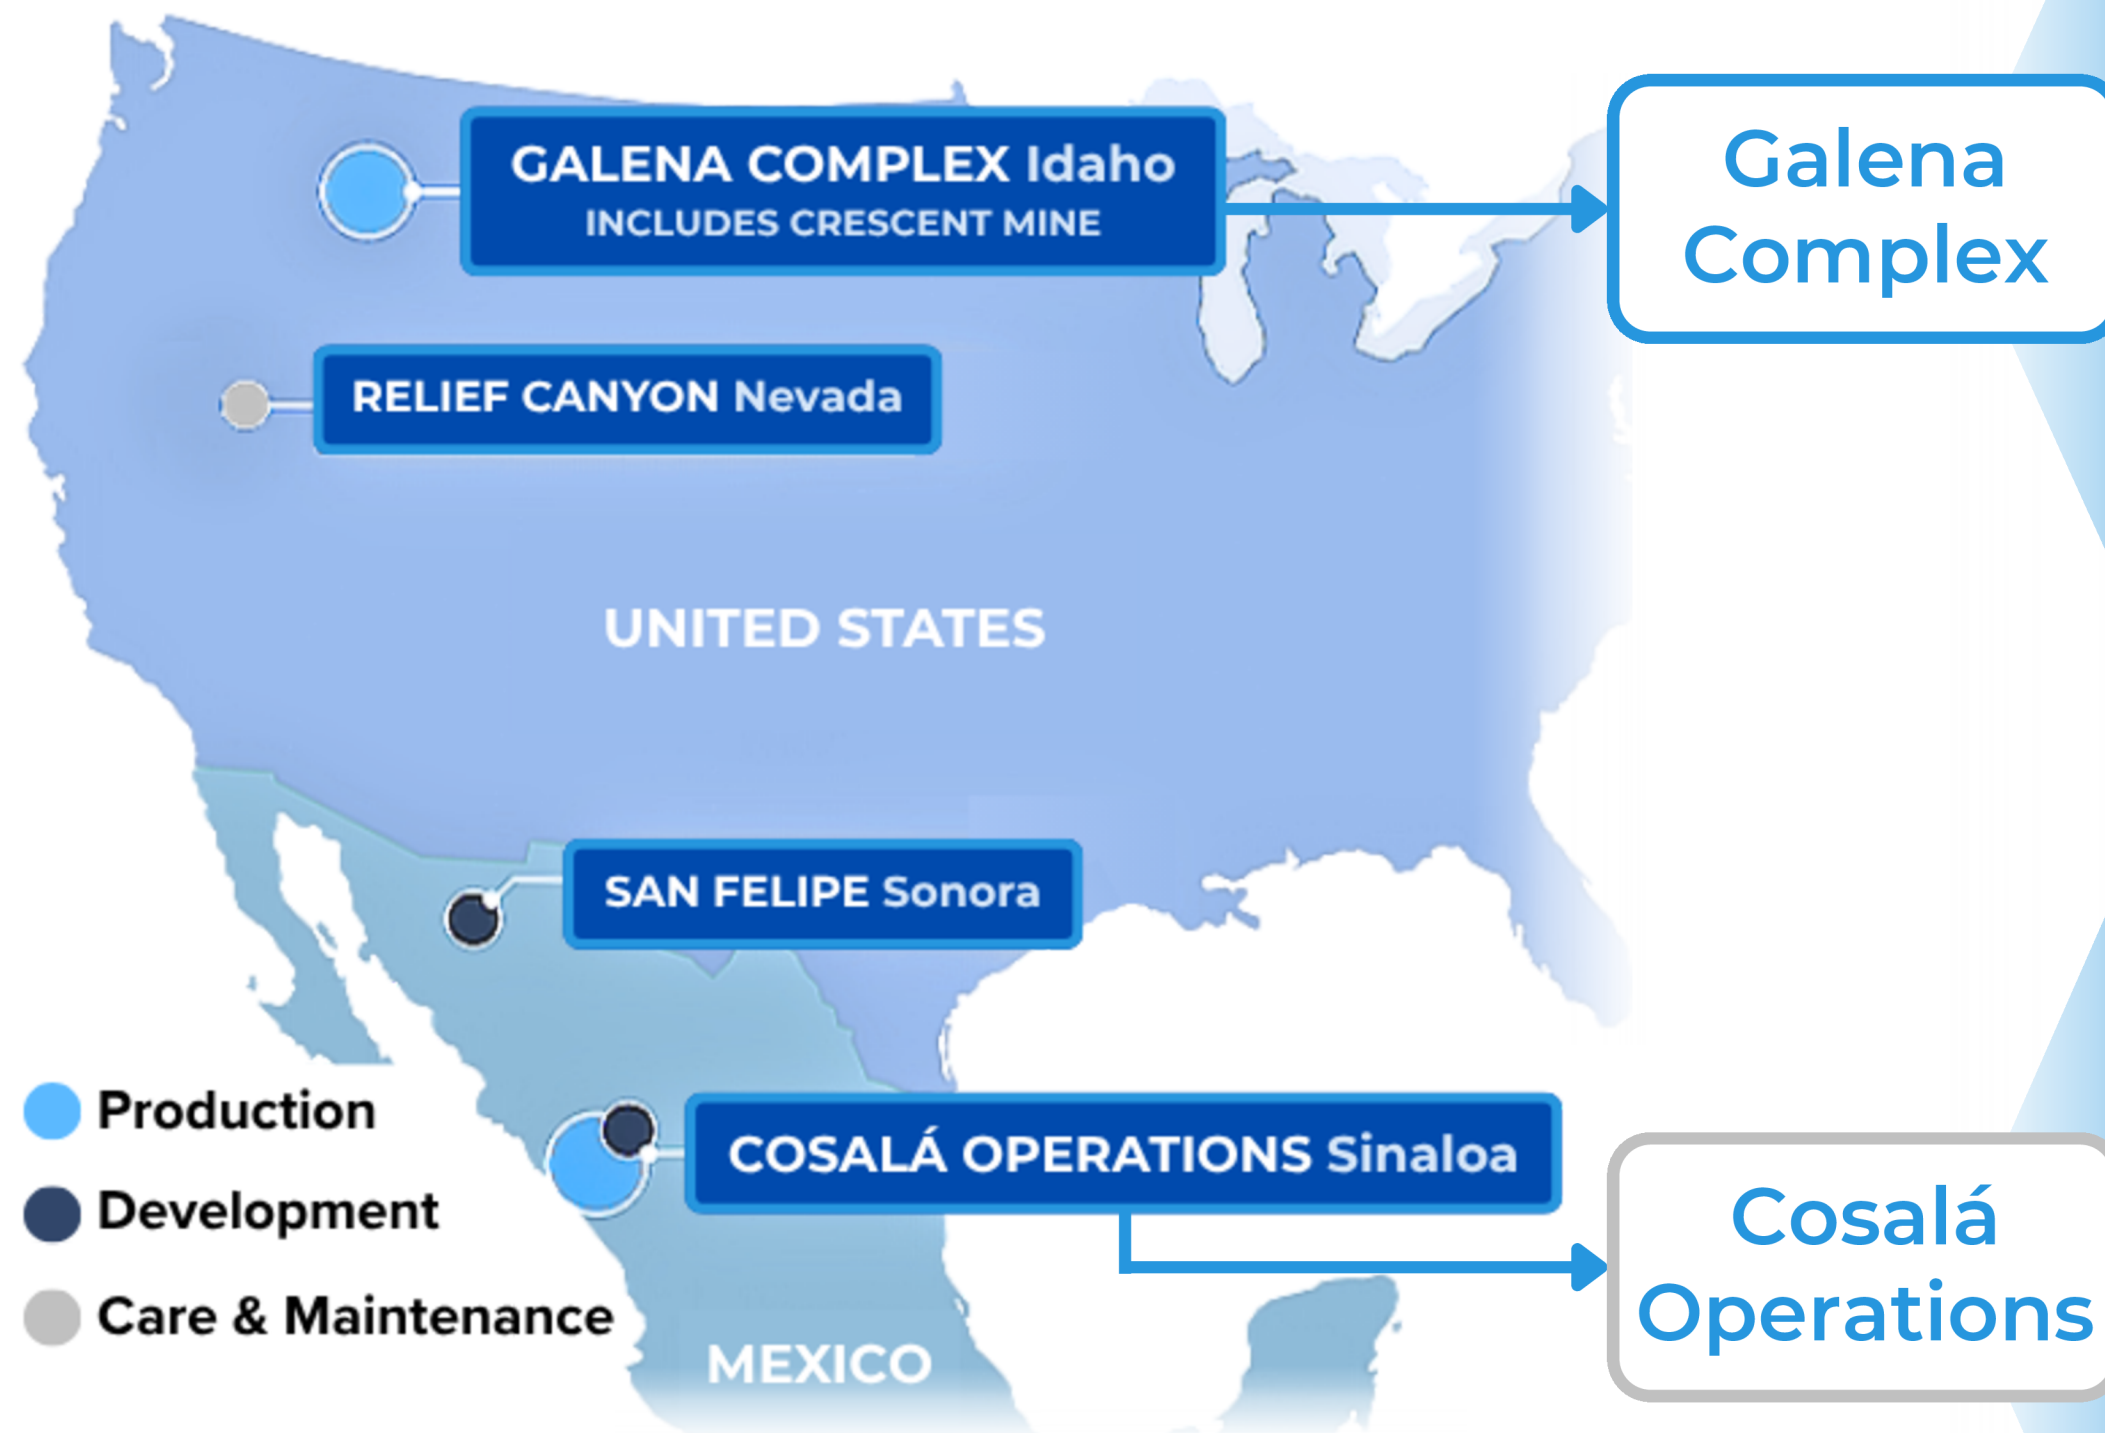 GALENA COMPLEX Idaho
INCLUDES CRESCENT MINE
Galena
Complex
RELIEF CANYON Nevada
UNITED STATES
SAN FELIPE Sonora
Production
Development
Care & Maintenance
COSALÁ OPERATIONS Sinaloa
Cosalá
Operations
MEXICO